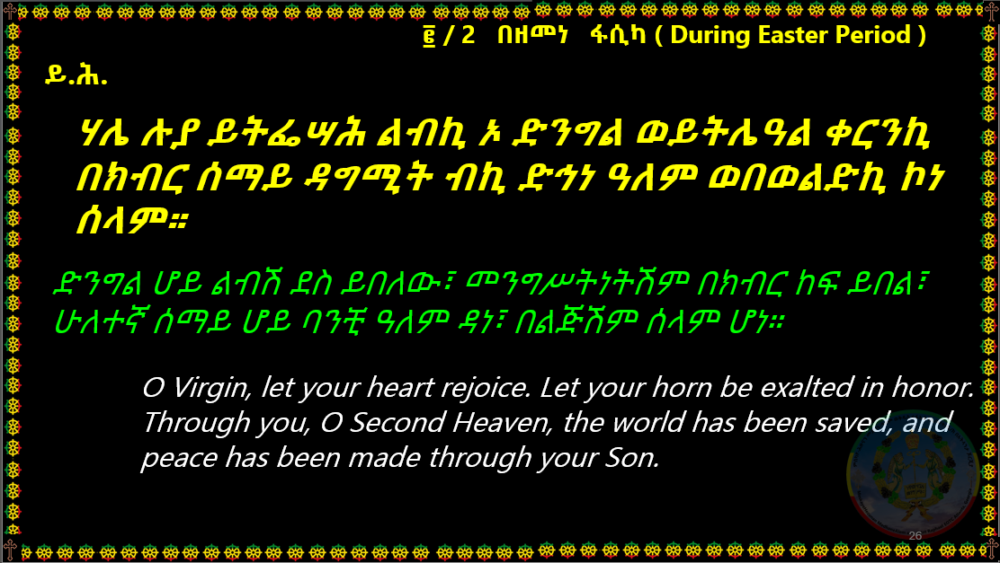 ፪ / 2 በዘመነ ፋሲካ ( During Easter Period )
ይ.ሕ.
ሃሌ ሉያ ይትፌሣሕ ልብኪ ኦ ድንግል ወይትሌዓል ቀርንኪ
በክብር ሰማይ ዳግሚት ብኪ ድኅነ ዓለም ወበወልድኪ ኮነ
ሰላም።
ድንግል ሆይ ልብሽ ደስ ይበለው፣ መንግሥትነትሽም በክብር ከፍ ይበል፣
ሁለተኛ ሰማይ ሆይ ባንቺ ዓለም ዳነ፣ በልጅሽም ሰላም ሆነ።
O Virgin, let your heart rejoice. Let your horn be exalted in honor.
Through you, O Second Heaven, the world has been saved, and
peace has been made through your Son.
26